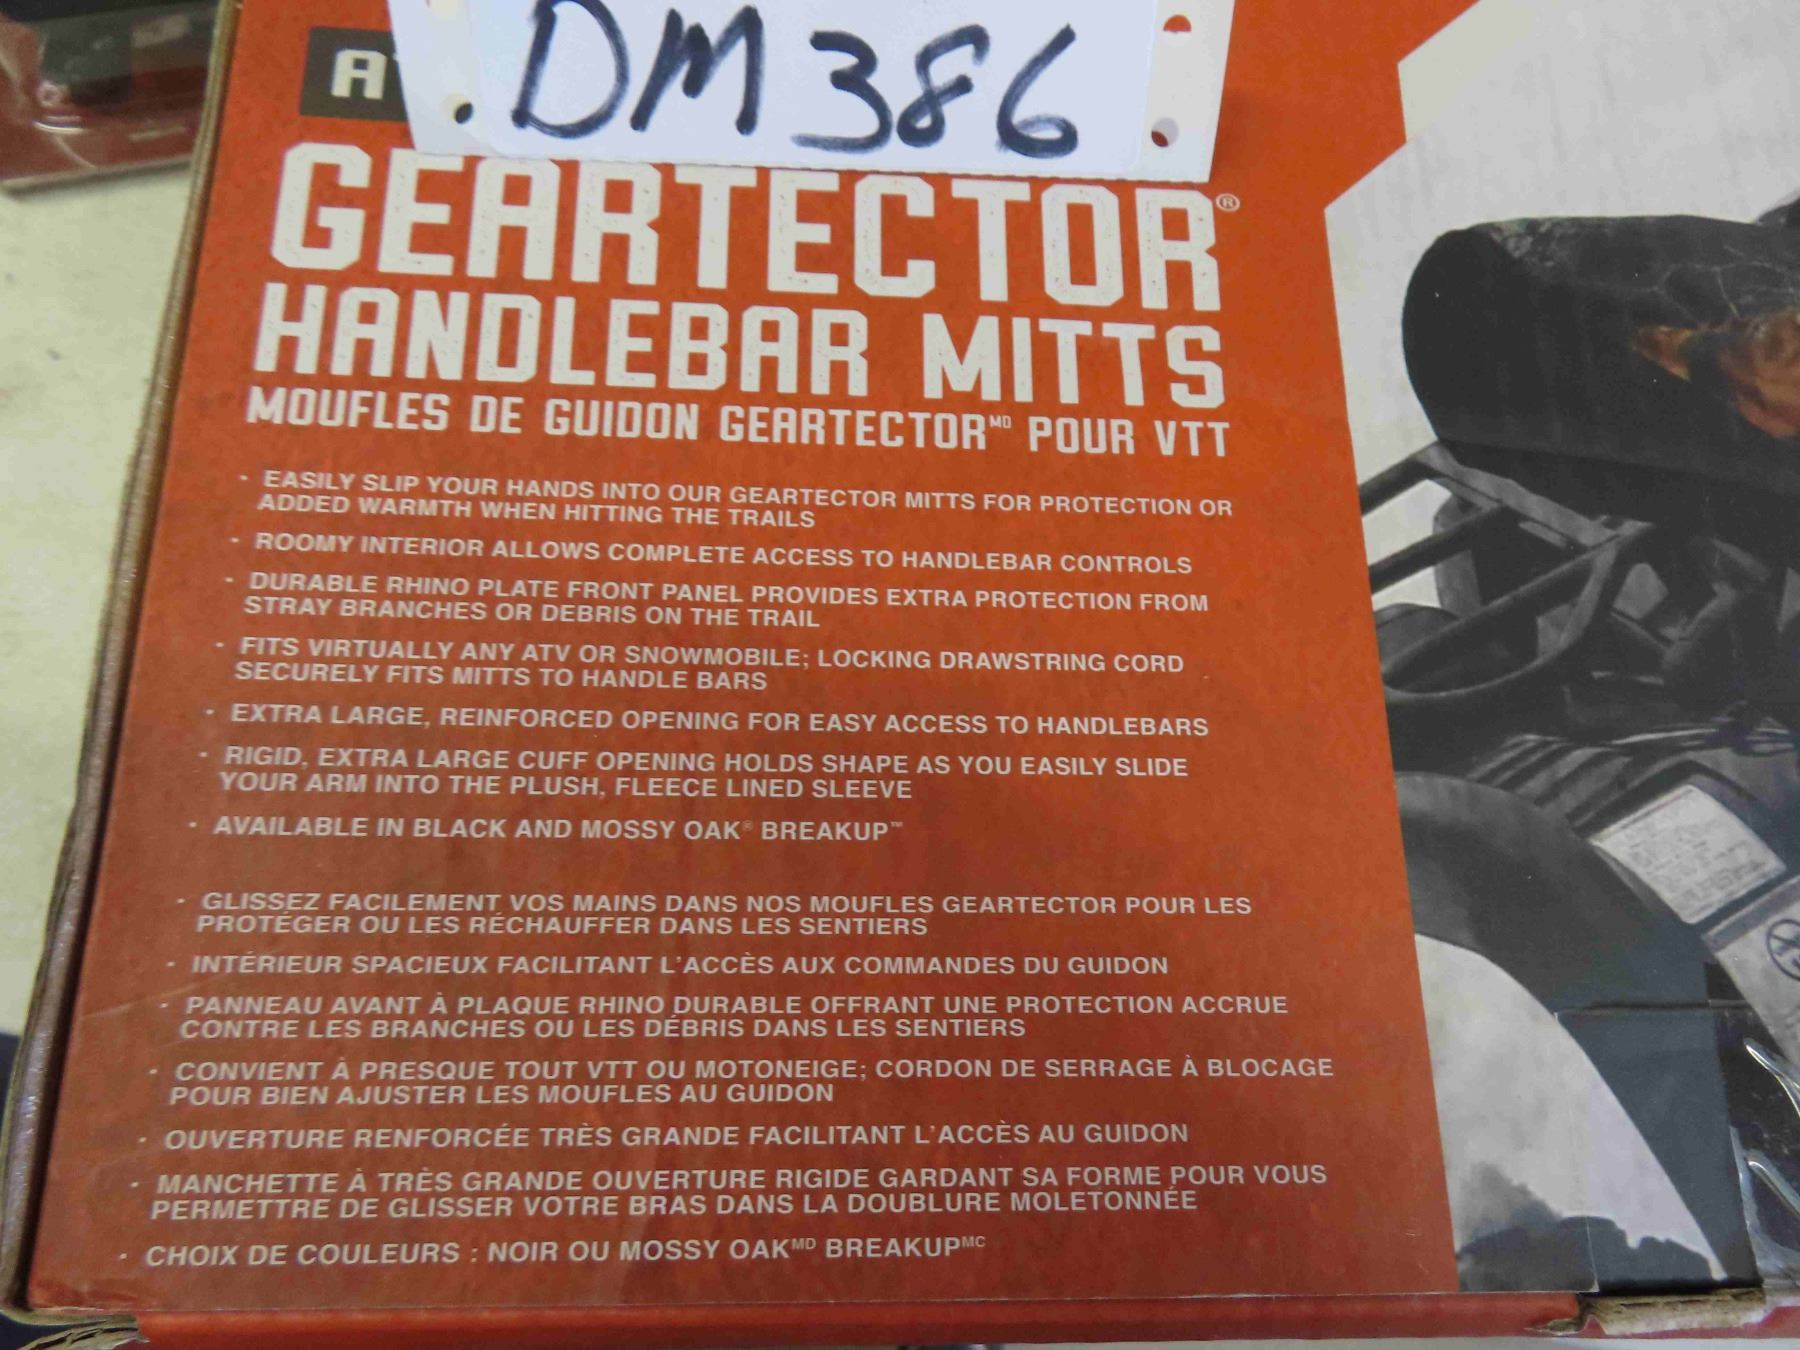 DM 386
GEARTECTOR®
HANDLEBAR MITTS
MOUFLES DE GUIDON GEARTECTOR MD POUR VTT
· EASILY SLIP YOUR HANDS INTO OUR GEARTECTOR MITTS FOR PROTECTION OR
ADDED WARMTH WHEN HITTING THE TRAILS
· ROOMY INTERIOR ALLOWS COMPLETE ACCESS TO HANDLEBAR CONTROLS
· DURABLE RHINO PLATE FRONT PANEL PROVIDES EXTRA PROTECTION FROM
STRAY BRANCHES OR DEBRIS ON THE TRAIL
· FITS VIRTUALLY ANY ATV OR SNOWMOBILE; LOCKING DRAWSTRING CORD
SECURELY FITS MITTS TO HANDLE BARS
· EXTRA LARGE, REINFORCED OPENING FOR EASY ACCESS TO HANDLEBARS
· RIGID, EXTRA LARGE CUFF OPENING HOLDS SHAPE AS YOU EASILY SLIDE
YOUR ARM INTO THE PLUSH, FLEECE LINED SLEEVE
· AVAILABLE IN BLACK AND MOSSY OAK® BREAKUP™
· GLISSEZ FACILEMENT VOS MAINS DANS NOS MOUFLES GEARTECTOR POUR LES
PROTÉGER OU LES RÉCHAUFFER DANS LES SENTIERS
· INTÉRIEUR SPACIEUX FACILITANT L'ACCÈS AUX COMMANDES DU GUIDON
· PANNEAU AVANT À PLAQUE RHINO DURABLE OFFRANT UNE PROTECTION ACCRUE
CONTRE LES BRANCHES OU LES DÉBRIS DANS LES SENTIERS
· CONVIENT À PRESQUE TOUT VTT OU MOTONEIGE; CORDON DE SERRAGE À BLOCAGE
POUR BIEN AJUSTER LES MOUFLES AU GUIDON
· OUVERTURE RENFORCÉE TRÈS GRANDE FACILITANT L'ACCÈS AU GUIDON
· MANCHETTE À TRÈS GRANDE OUVERTURE RIGIDE GARDANT SA FORME POUR VOUS
PERMETTRE DE GLISSER VOTRE BRAS DANS LA DOUBLURE MOLETONNÉE
· CHOIX DE COULEURS : NOIR OU MOSSY OAK MD BREAKUP MC